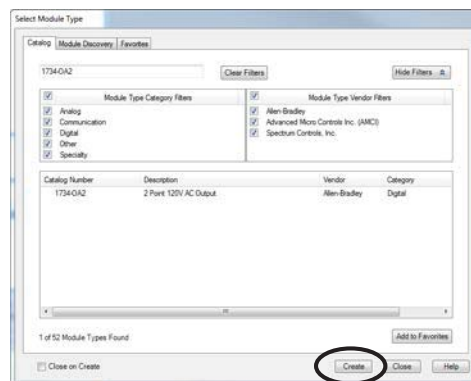 Select Module Type
Catalog Module Discovery Favorites
1734-OA2 Clear Filters Hide Filters
Module Type Category Filters
Analog
Communication
Digital
Other
Specialty
Module Type Vendor Filters
Allen-Bradley
Advanced Micro Controls Inc. (AMCI)
Spectrum Controls, Inc.
Catalog Number Description Vendor Category
1734-OA2 2 Point 120V AC Output Allen-Bradley Digital
1 of 52 Module Types Found Add to Favorites
Close on Create Create Close Help